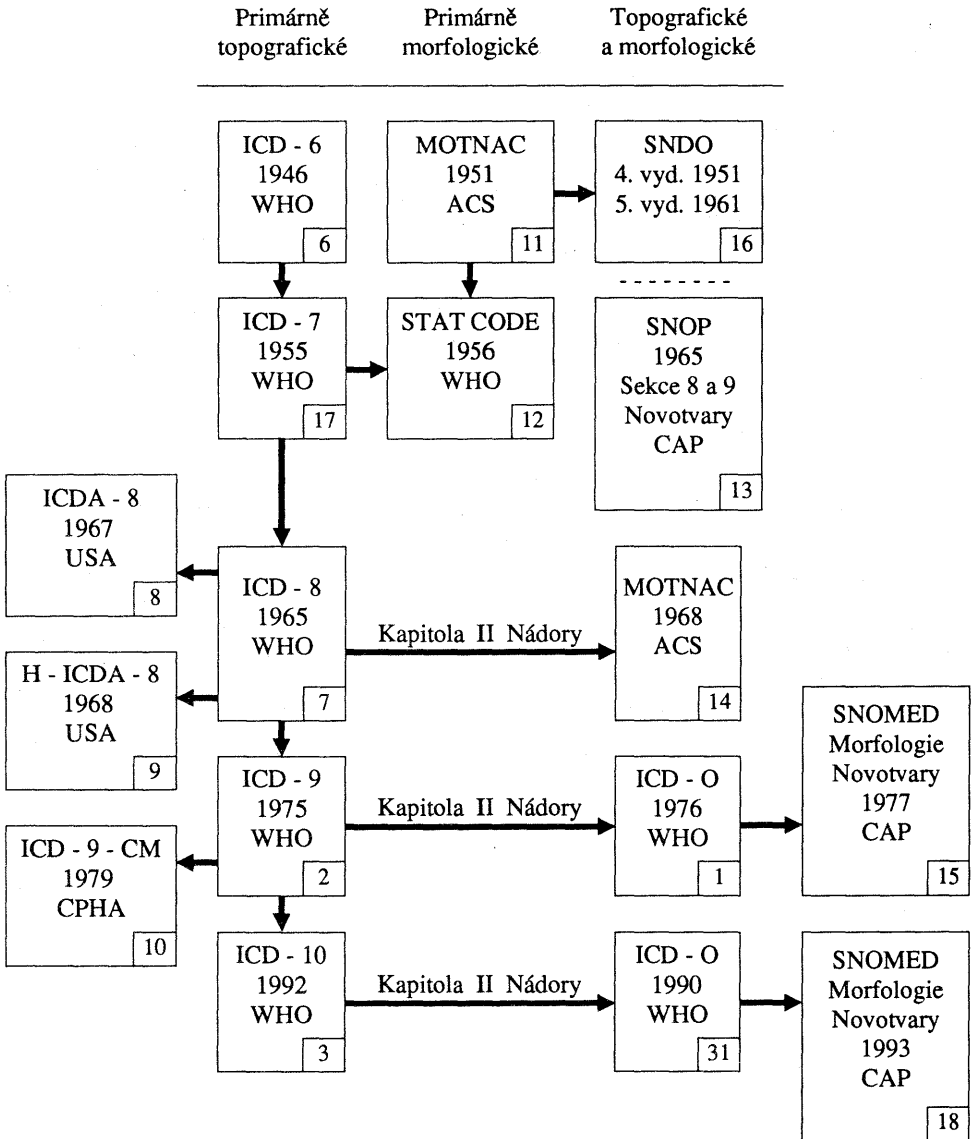 Primárně
topografické
Primárně
morfologické
Topografické
a morfologické
ICD - 6
1946
WHO
6
MOTNAC
1951
ACS
11
SNDO
4. vyd. 1951
5. vyd. 1961
16
ICD - 7
1955
WHO
17
STAT CODE
1956
WHO
12
SNOP
1965
Sekce 8 a 9
Novotvary
CAP
13
ICDA - 8
1967
USA
8
ICD - 8
1965
WHO
7
Kapitola II Nádory
MOTNAC
1968
ACS
14
H - ICDA - 8
1968
USA
9
ICD - 9
1975
WHO
2
Kapitola II Nádory
ICD - O
1976
WHO
1
SNOMED
Morfologie
Novotvary
1977
CAP
15
ICD - 9 - CM
1979
CPHA
10
ICD - 10
1992
WHO
3
Kapitola II Nádory
ICD - O
1990
WHO
31
SNOMED
Morfologie
Novotvary
1993
CAP
18